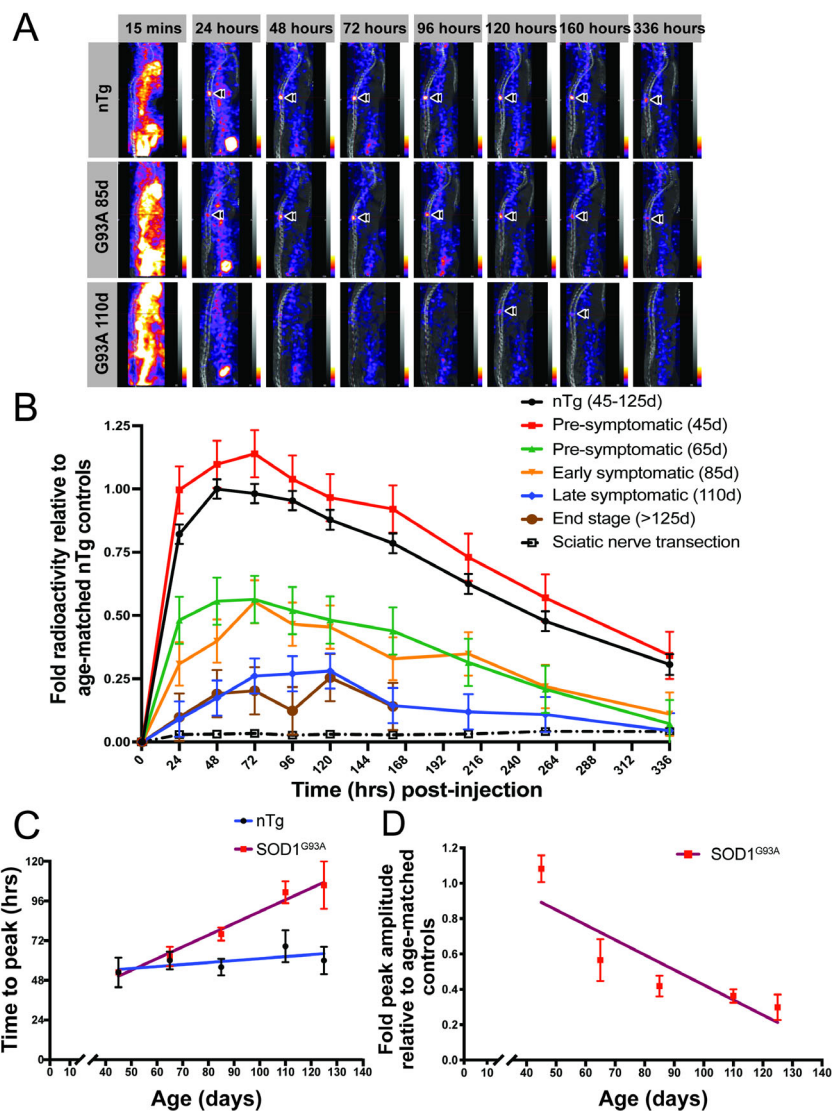 A
15 mins 24 hours 48 hours 72 hours 96 hours 120 hours 160 hours 336 hours
nTg
G93A 85d
G93A 110d
B
Fold radioactivity relative to
age-matched nTg controls
1.25
1.00
0.75
0.50
0.25
0.00
0 24 48 72 96 120 144 168 192 216 240 264 288 312 336
Time (hrs) post-injection
nTg (45-125d)
Pre-symptomatic (45d)
Pre-symptomatic (65d)
Early symptomatic (85d)
Late symptomatic (110d)
End stage (>125d)
Sciatic nerve transection
C
nTg
SOD1G93A
Time to peak (hrs)
120
96
72
48
24
0
0 10 40 50 60 70 80 90 100 110 120 130 140
Age (days)
D
SOD1G93A
Fold peak amplitude
relative to age-matched
controls
1.2
1.0
0.8
0.6
0.4
0.2
0.0
0 10 40 50 60 70 80 90 100 110 120 130 140
Age (days)